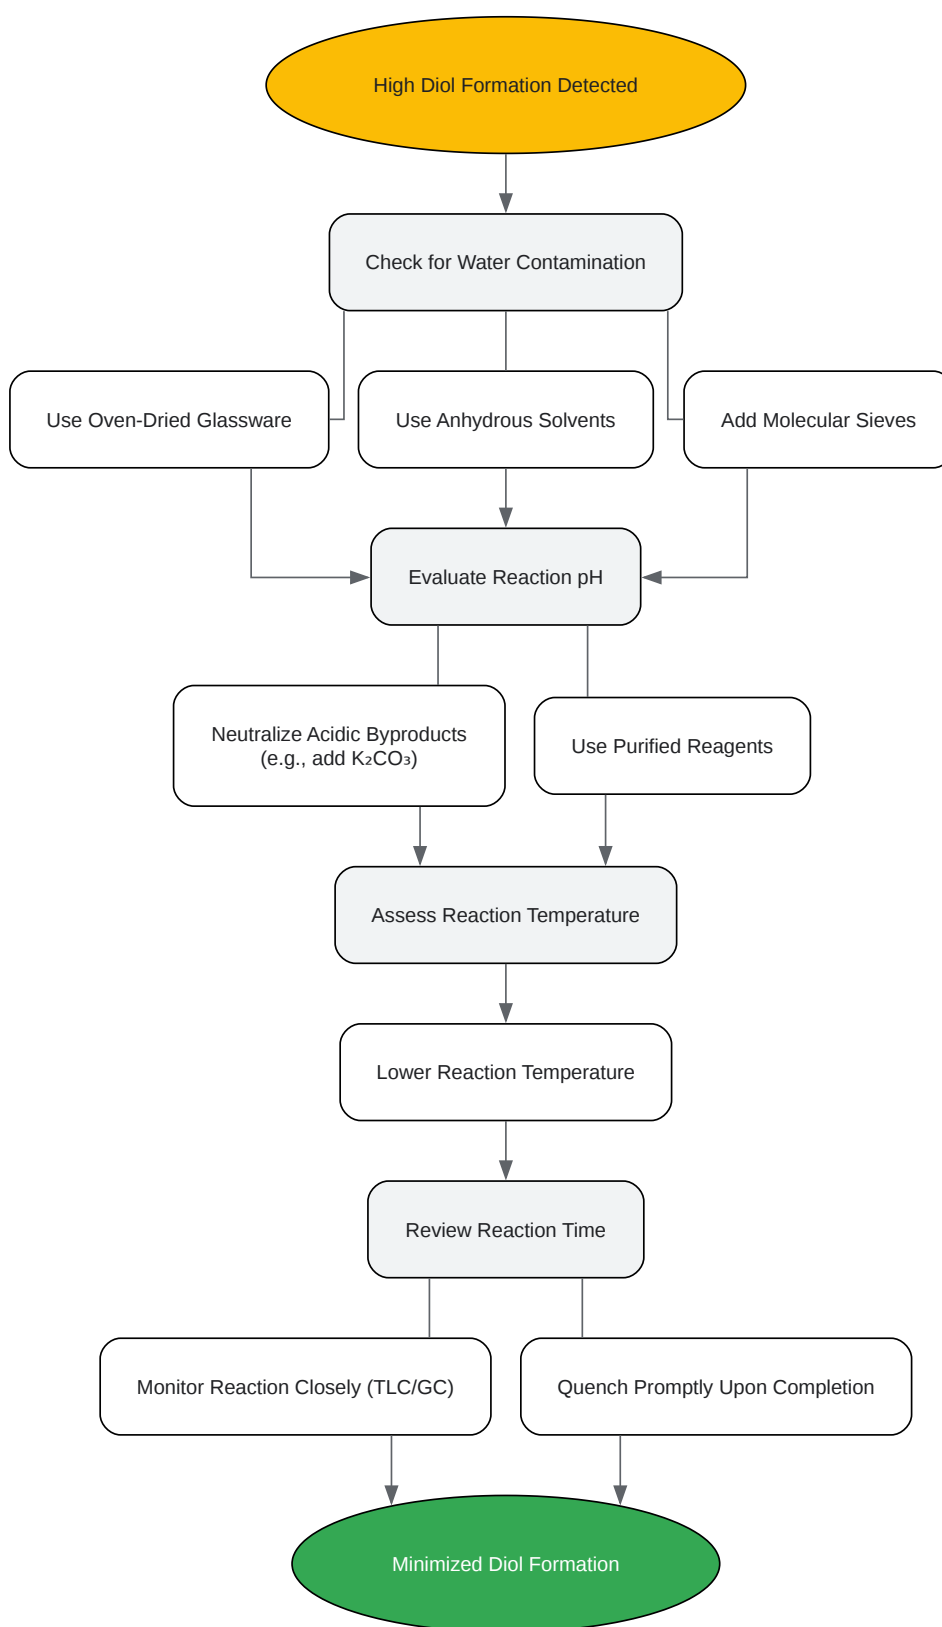 High Diol Formation Detected
Check for Water Contamination
Use Oven-Dried Glassware
Use Anhydrous Solvents
Add Molecular Sieves
Evaluate Reaction pH
Neutralize Acidic Byproducts
(e.g., add K₂CO₃)
Use Purified Reagents
Assess Reaction Temperature
Lower Reaction Temperature
Review Reaction Time
Monitor Reaction Closely (TLC/GC)
Quench Promptly Upon Completion
Minimized Diol Formation